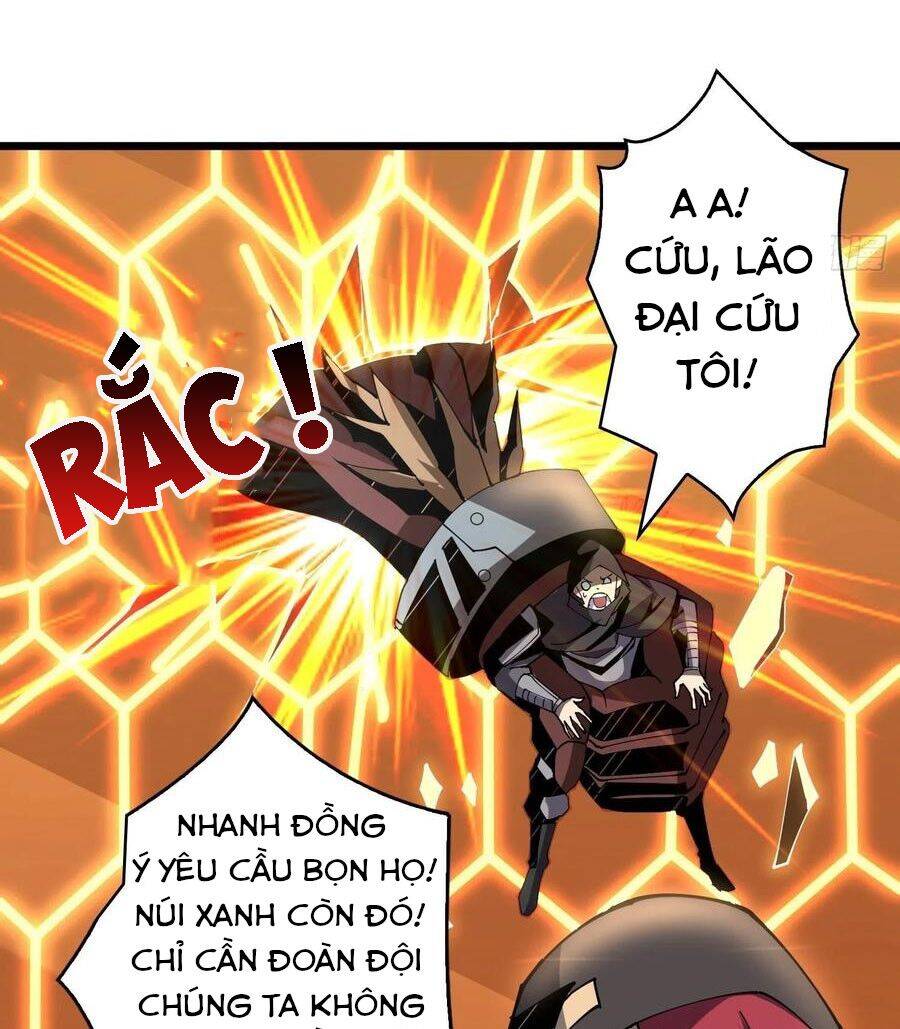 A A!
CỨU, LÃO
ĐẠI CỨU
TÔI!
RẮC!
NHANH ĐỒNG
Ý YÊU CẦU BỌN HỌ!
NÚI XANH CÒN ĐÓ!
CHỈ CẦN ĐOÀN ĐỘI
CHÚNG TA KHÔNG